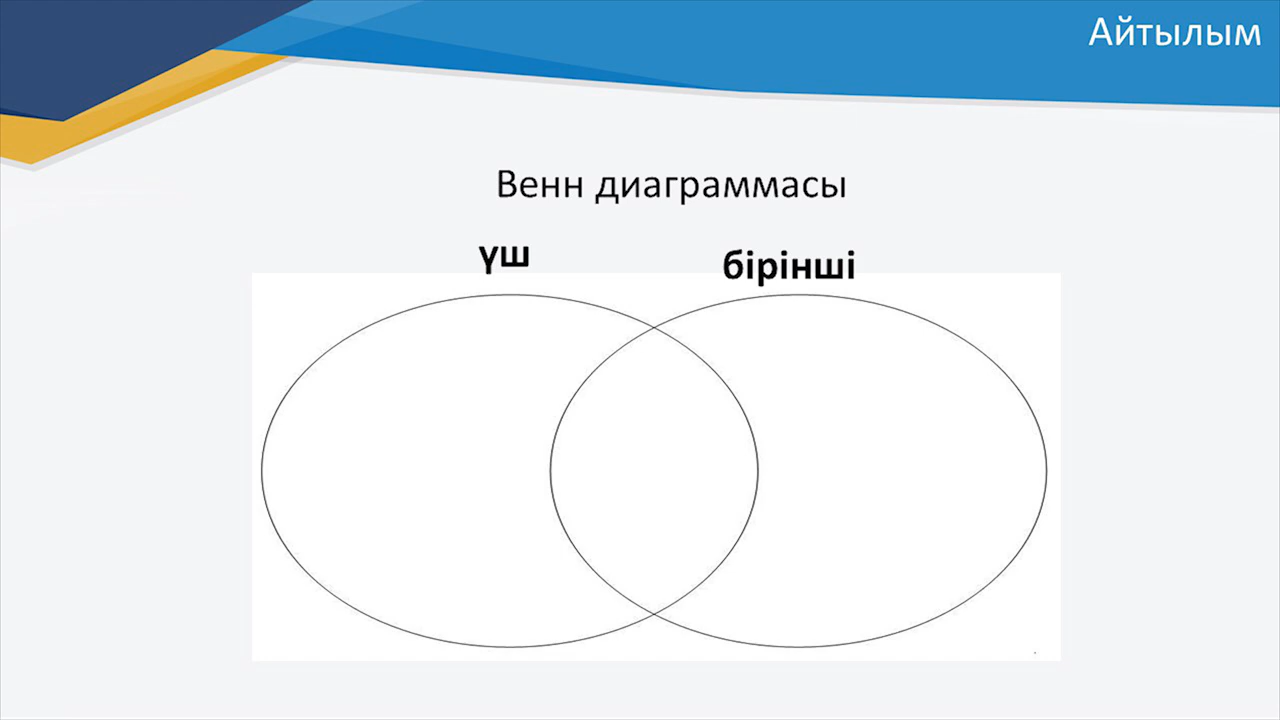 Айтылым
Венн диаграммасы
үш
бірінші